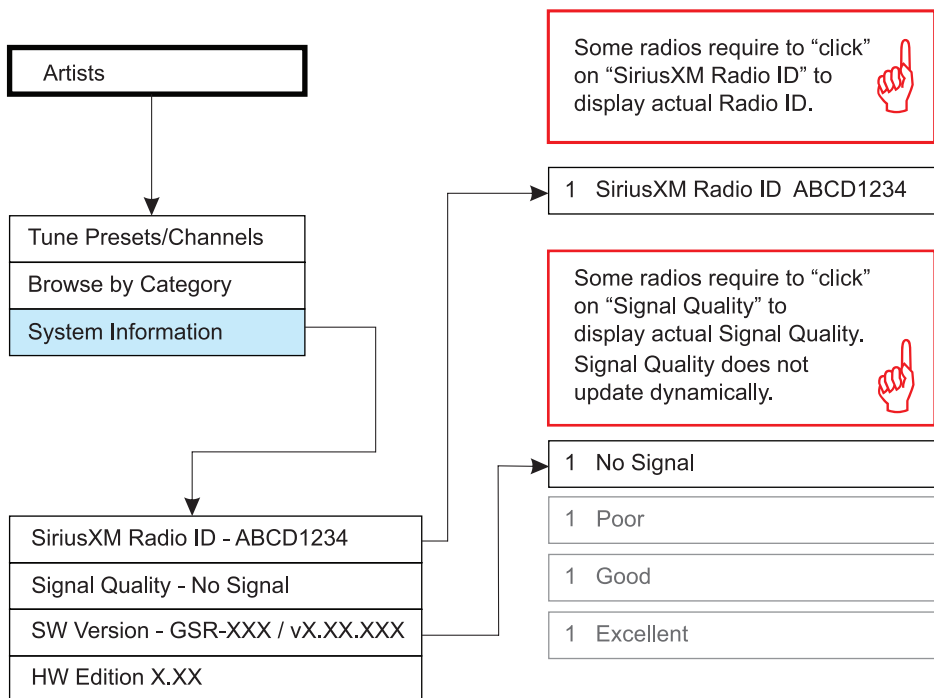 Artists
Tune Presets/Channels
Browse by Category
System Information
SiriusXM Radio ID - ABCD1234
Signal Quality - No Signal
SW Version - GSR-XXX / vX.XX.XXX
HW Edition X.XX
Some radios require to “click”
on “SiriusXM Radio ID” to
display actual Radio ID.
1 SiriusXM Radio ID ABCD1234
Some radios require to “click”
on “Signal Quality” to
display actual Signal Quality.
Signal Quality does not
update dynamically.
1 No Signal
1 Poor
1 Good
1 Excellent